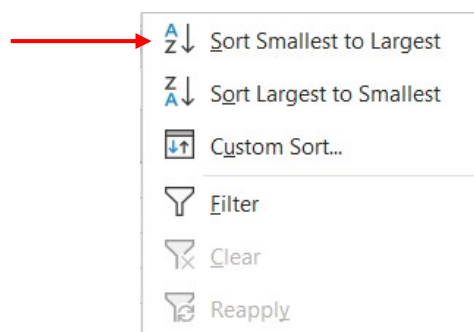 Sort Smallest to Largest
Sort Largest to Smallest
Custom Sort...
Filter
Clear
Reapply